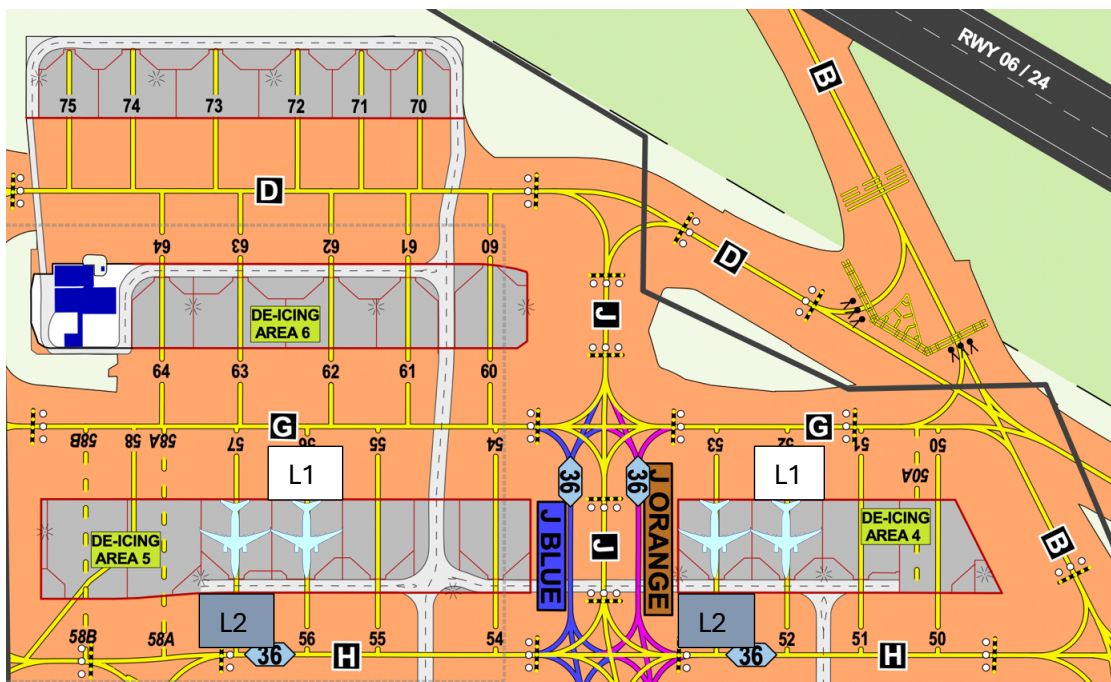 RWY 06 / 24
B
75 74 73 72 71 70
D
64 63 62 61 60
D
DE-ICING
AREA 6
J
64 63 62 61 60
58B 58 58A 57 G 56 55 54 53 52 G 51 50
L1 L1
36 36
50A
J BLUE
J ORANGE
J
DE-ICING
AREA 5
DE-ICING
AREA 4
B
L2 L2
58B 58A 56 55 54 52 51 50
36 H 36 H